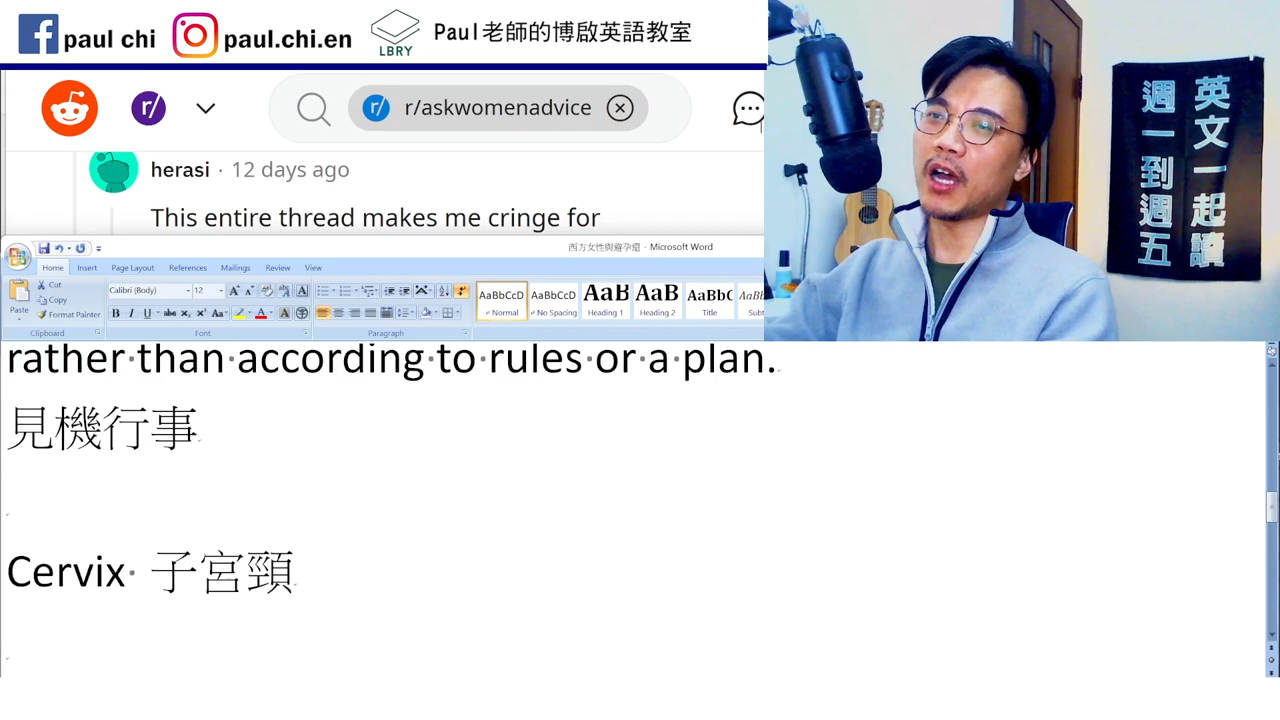 paul chi
paul.chi.en
LBRY
Paul老師的博啟英語教室
r/
r/
r/askwomenadvice
herasi · 12 days ago
This entire thread makes me cringe for
西方女性與避孕環 - Microsoft Word
Home Insert Page Layout References Mailings Review View
Cut
Copy
Format Painter
Paste
Calibri (Body) 12
AaBbCcD AaBbCcD AaBb AaB AaBbC AaBb
Normal No Spacing Heading 1 Heading 2 Title Subt
Clipboard Font Paragraph
rather than according to rules or a plan.
見機行事
Cervix 子宮頸
英文一起讀
週一到週五